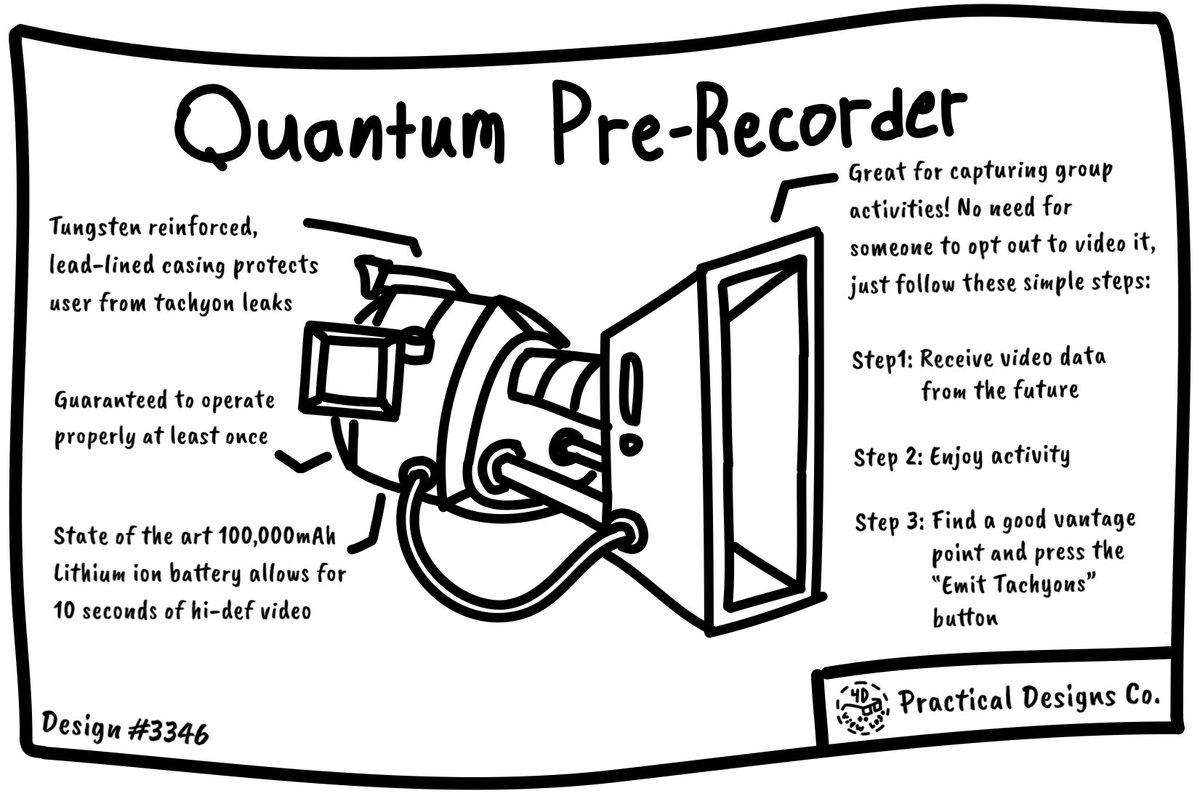 Quantum Pre-Recorder
Tungsten reinforced,
lead-lined casing protects
user from tachyon leaks
Guaranteed to operate
properly at least once
State of the art 100,000mAh
Lithium ion battery allows for
10 seconds of hi-def video
Great for capturing group
activities! No need for
someone to opt out to video it,
just follow these simple steps:
Step1: Receive video data
from the future
Step 2: Enjoy activity
Step 3: Find a good vantage
point and press the
"Emit Tachyons"
button
Design #3346
4D
Practical Designs Co.